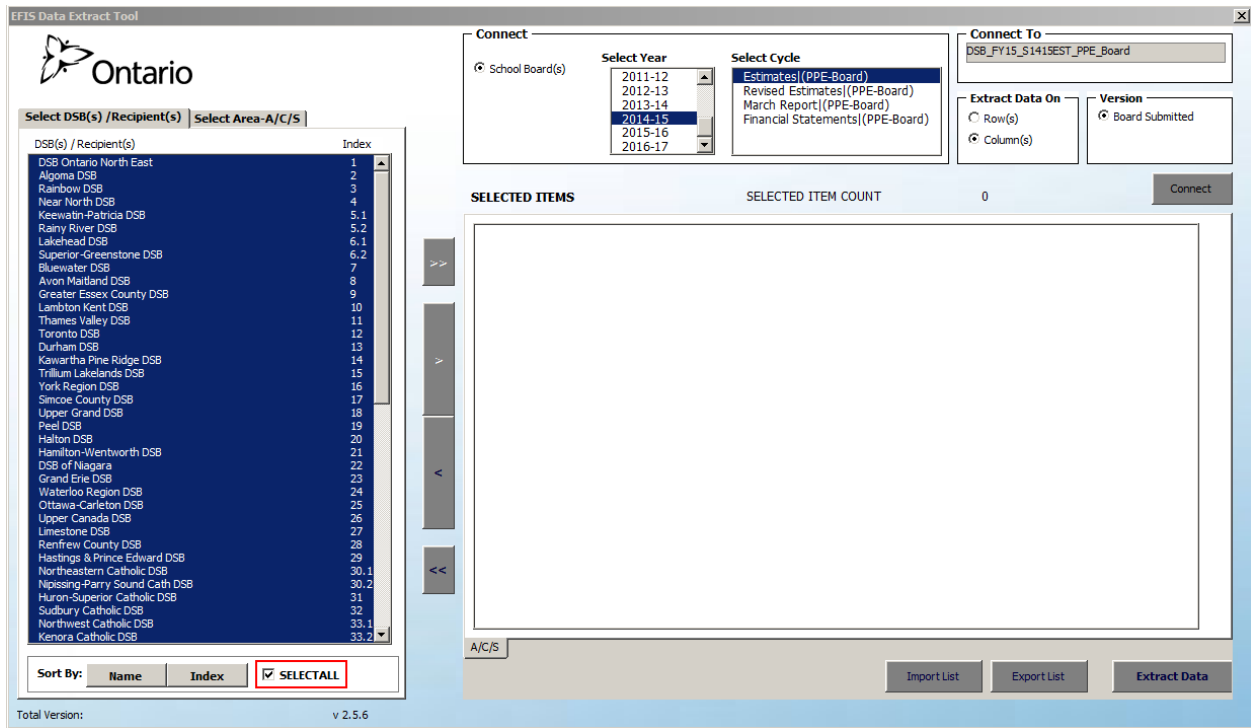 EFIS Data Extract Tool
Ontario
Select DSB(s) /Recipient(s) Select Area-A/C/S
DSB(s) / Recipient(s) Index
DSB Ontario North East 1
Algoma DSB 2
Rainbow DSB 3
Near North DSB 4
Keewatin-Patricia DSB 5.1
Rainy River DSB 5.2
Lakehead DSB 6.1
Superior-Greenstone DSB 6.2
Bluewater DSB 7
Avon Maitland DSB 8
Greater Essex County DSB 9
Lambton Kent DSB 10
Thames Valley DSB 11
Toronto DSB 12
Durham DSB 13
Kawartha Pine Ridge DSB 14
Trillium Lakelands DSB 15
York Region DSB 16
Simcoe County DSB 17
Upper Grand DSB 18
Peel DSB 19
Halton DSB 20
Hamilton-Wentworth DSB 21
DSB of Niagara 22
Grand Erie DSB 23
Waterloo Region DSB 24
Ottawa-Carleton DSB 25
Upper Canada DSB 26
Limestone DSB 27
Renfrew County DSB 28
Hastings & Prince Edward DSB 29
Northeastern Catholic DSB 30.1
Nipissing-Parry Sound Cath DSB 30.2
Huron-Superior Catholic DSB 31
Sudbury Catholic DSB 32
Northwest Catholic DSB 33.1
Kenora Catholic DSB 33.2
Sort By: Name Index SELECTALL
Total Version: v 2.5.6
>>
>
<
<<
Connect
School Board(s)
Select Year
2011-12
2012-13
2013-14
2014-15
2015-16
2016-17
Select Cycle
Estimates|(PPE-Board)
Revised Estimates|(PPE-Board)
March Report|(PPE-Board)
Financial Statements|(PPE-Board)
Connect To
DSB_FY15_S1415EST_PPE_Board
Extract Data On
Row(s)
Column(s)
Version
Board Submitted
SELECTED ITEMS SELECTED ITEM COUNT 0 Connect
A/C/S
Import List Export List Extract Data